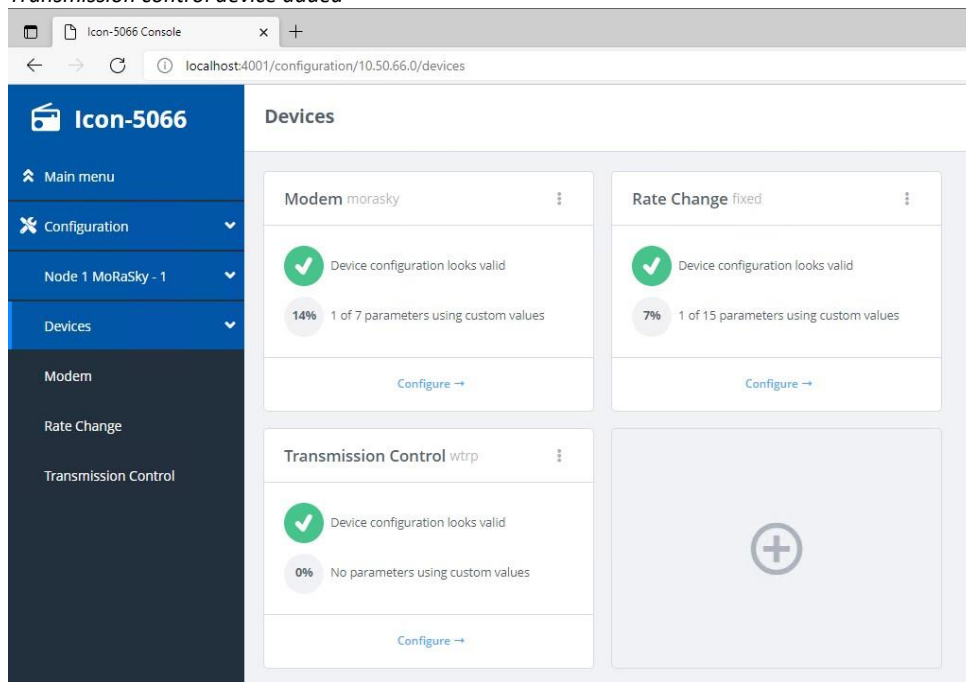 Transmission control device added
Icon-5066 Console
localhost:4001/configuration/10.50.66.0/devices
Icon-5066
Devices
Main menu
Configuration
Node 1 MoRaSky - 1
Devices
Modem
Rate Change
Transmission Control
Modem morasky
Device configuration looks valid
14% 1 of 7 parameters using custom values
Configure →
Rate Change fixed
Device configuration looks valid
7% 1 of 15 parameters using custom values
Configure →
Transmission Control wtrp
Device configuration looks valid
0% No parameters using custom values
Configure →